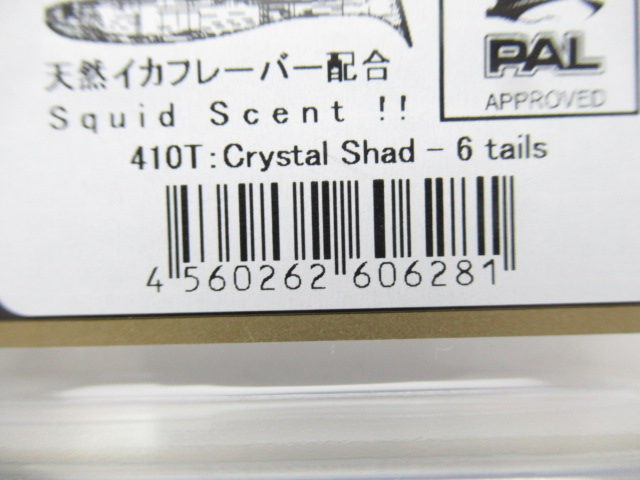 PAL
APPROVED
天然イカフレーバー配合
Squid Scent !!
410T:Crystal Shad - 6 tails
4 560262 606281